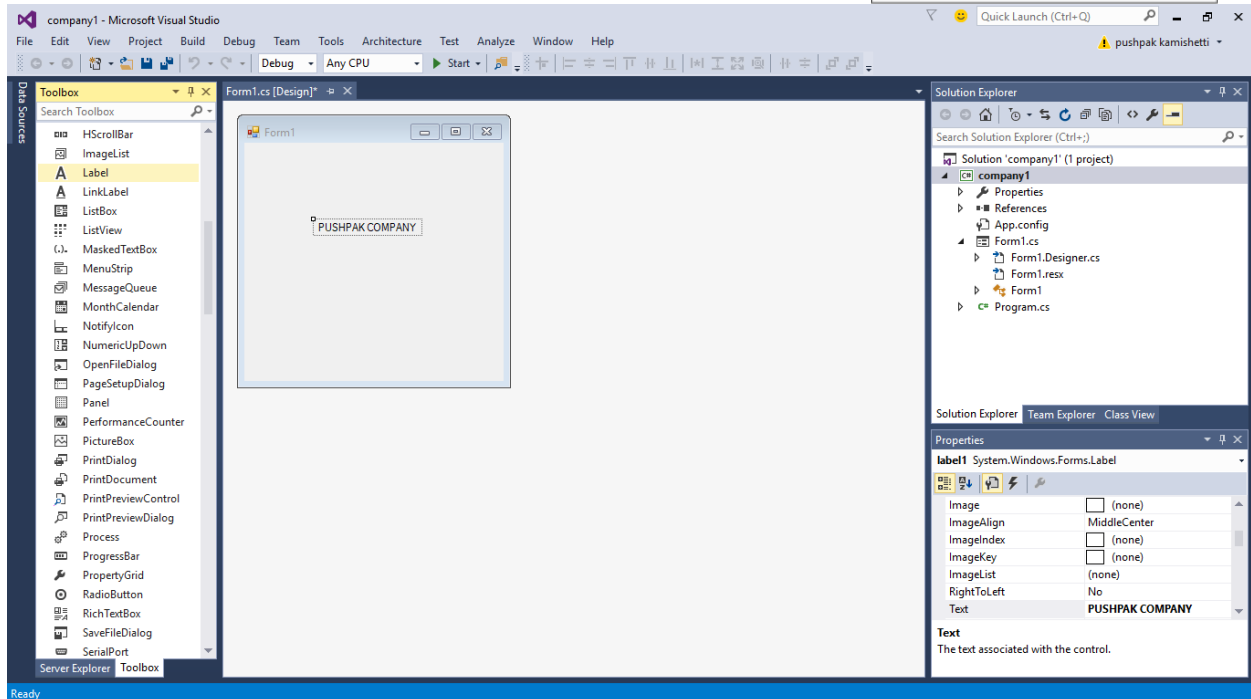 company1 - Microsoft Visual Studio
Quick Launch (Ctrl+Q)
File Edit View Project Build Debug Team Tools Architecture Test Analyze Window Help
pushpak kamishetti
Debug Any CPU Start
Data Sources
Toolbox
Search Toolbox
HScrollBar
ImageList
Label
LinkLabel
ListBox
ListView
MaskedTextBox
MenuStrip
MessageQueue
MonthCalendar
NotifyIcon
NumericUpDown
OpenFileDialog
PageSetupDialog
Panel
PerformanceCounter
PictureBox
PrintDialog
PrintDocument
PrintPreviewControl
PrintPreviewDialog
Process
ProgressBar
PropertyGrid
RadioButton
RichTextBox
SaveFileDialog
SerialPort
Server Explorer Toolbox
Form1.cs [Design]*
Form1
PUSHPAK COMPANY
Solution Explorer
Search Solution Explorer (Ctrl+;)
Solution 'company1' (1 project)
C# company1
Properties
References
App.config
Form1.cs
Form1.Designer.cs
Form1.resx
Form1
C# Program.cs
Solution Explorer Team Explorer Class View
Properties
label1 System.Windows.Forms.Label
Image (none)
ImageAlign MiddleCenter
ImageIndex (none)
ImageKey (none)
ImageList (none)
RightToLeft No
Text PUSHPAK COMPANY
Text
The text associated with the control.
Ready